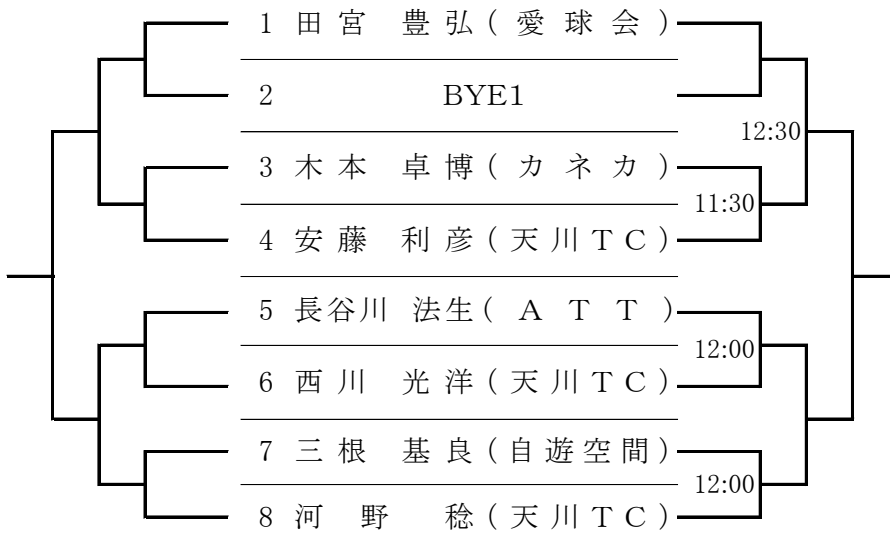 1 田宮 豊弘(愛球会)
2 BYE1
12:30
3 木本 卓博(カネカ)
11:30
4 安藤 利彦(天川TC)
5 長谷川 法生(ATT)
12:00
6 西川 光洋(天川TC)
7 三根 基良(自遊空間)
12:00
8 河野 稔(天川TC)